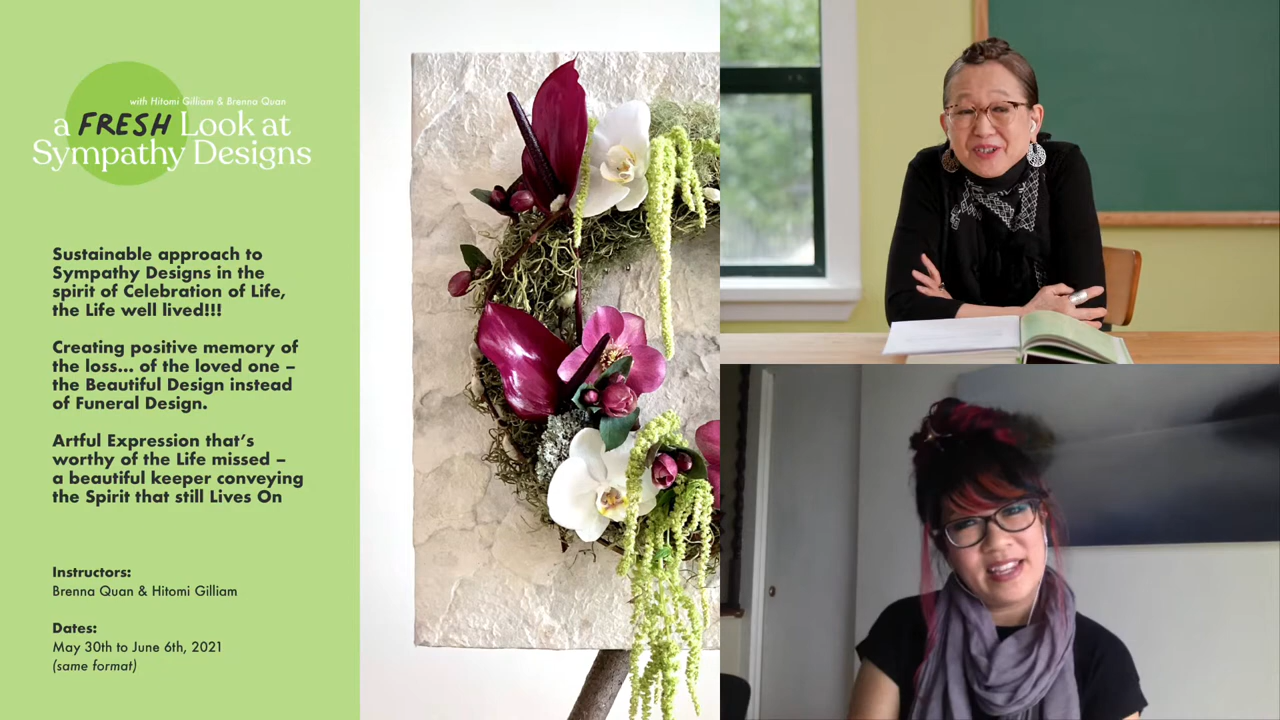 with Hitomi Gilliam & Brenna Quan
a FRESH Look at
Sympathy Designs
Sustainable approach to
Sympathy Designs in the
spirit of Celebration of Life,
the Life well lived!!!
Creating positive memory of
the loss... of the loved one –
the Beautiful Design instead
of Funeral Design.
Artful Expression that's
worthy of the Life missed –
a beautiful keeper conveying
the Spirit that still Lives On
Instructors:
Brenna Quan & Hitomi Gilliam
Dates:
May 30th to June 6th, 2021
(same format)